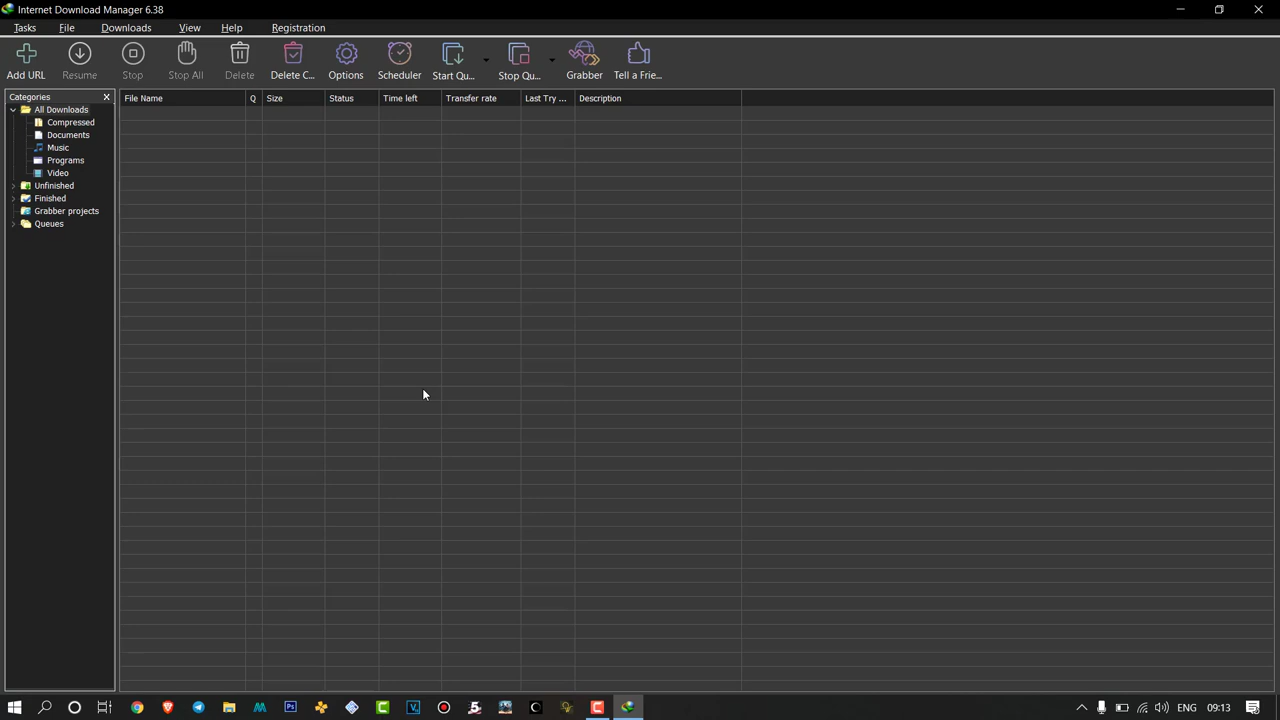 Internet Download Manager 6.38
Tasks File Downloads View Help Registration
Add URL Resume Stop Stop All Delete Delete C... Options Scheduler Start Qu... Stop Qu... Grabber Tell a Frie...
Categories
File Name Q Size Status Time left Transfer rate Last Try ... Description
All Downloads
Compressed
Documents
Music
Programs
Video
Unfinished
Finished
Grabber projects
Queues
ENG 09:13